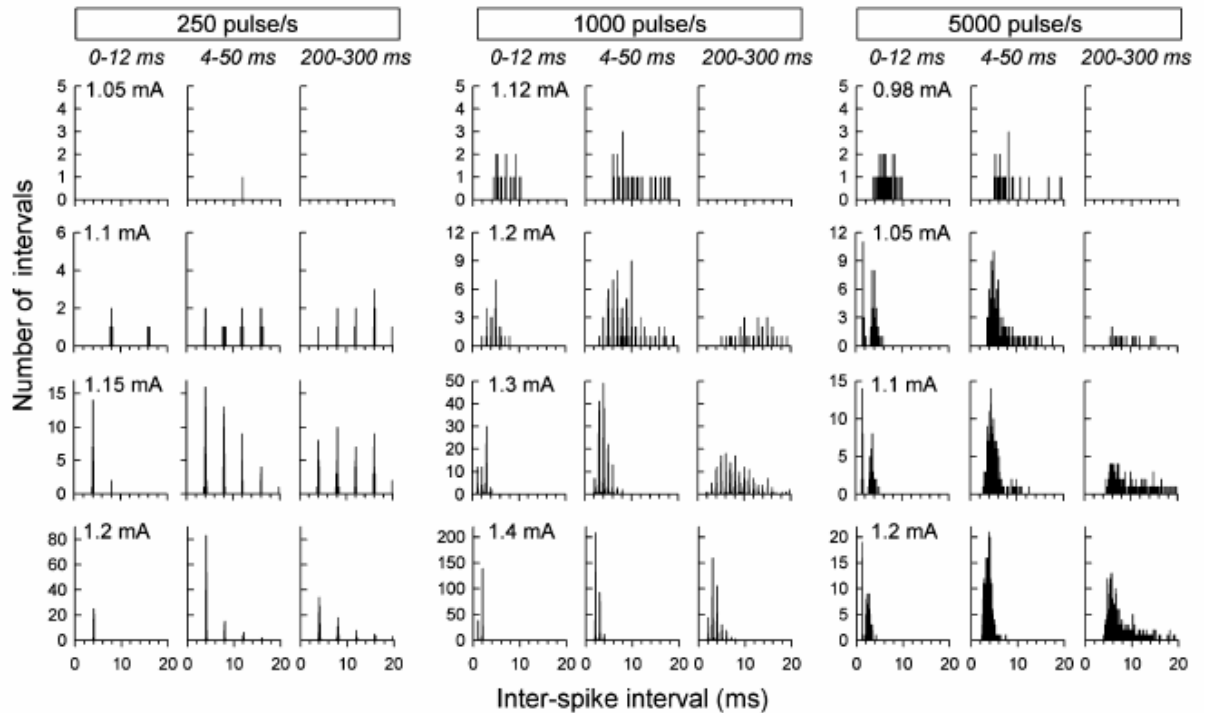 250 pulse/s 1000 pulse/s 5000 pulse/s
0-12 ms 4-50 ms 200-300 ms 0-12 ms 4-50 ms 200-300 ms 0-12 ms 4-50 ms 200-300 ms
5 1.05 mA 5 1.12 mA 5 0.98 mA
4 4 4
3 3 3
2 2 2
1 1 1
0 0 0
6 1.1 mA 12 1.2 mA 12 1.05 mA
9 9
4 6 6
2 3 3
0 0 0
15 1.15 mA 50 1.3 mA 15 1.1 mA
40
10 30 10
20
5 10 5
0 0 0
80 1.2 mA 200 1.4 mA 20 1.2 mA
60 150 15
40 100 10
20 50 5
0 0 0
0 10 20 0 10 20 0 10 20 0 10 20 0 10 20 0 10 20 0 10 20 0 10 20 0 10 20
Number of intervals
Inter-spike interval (ms)